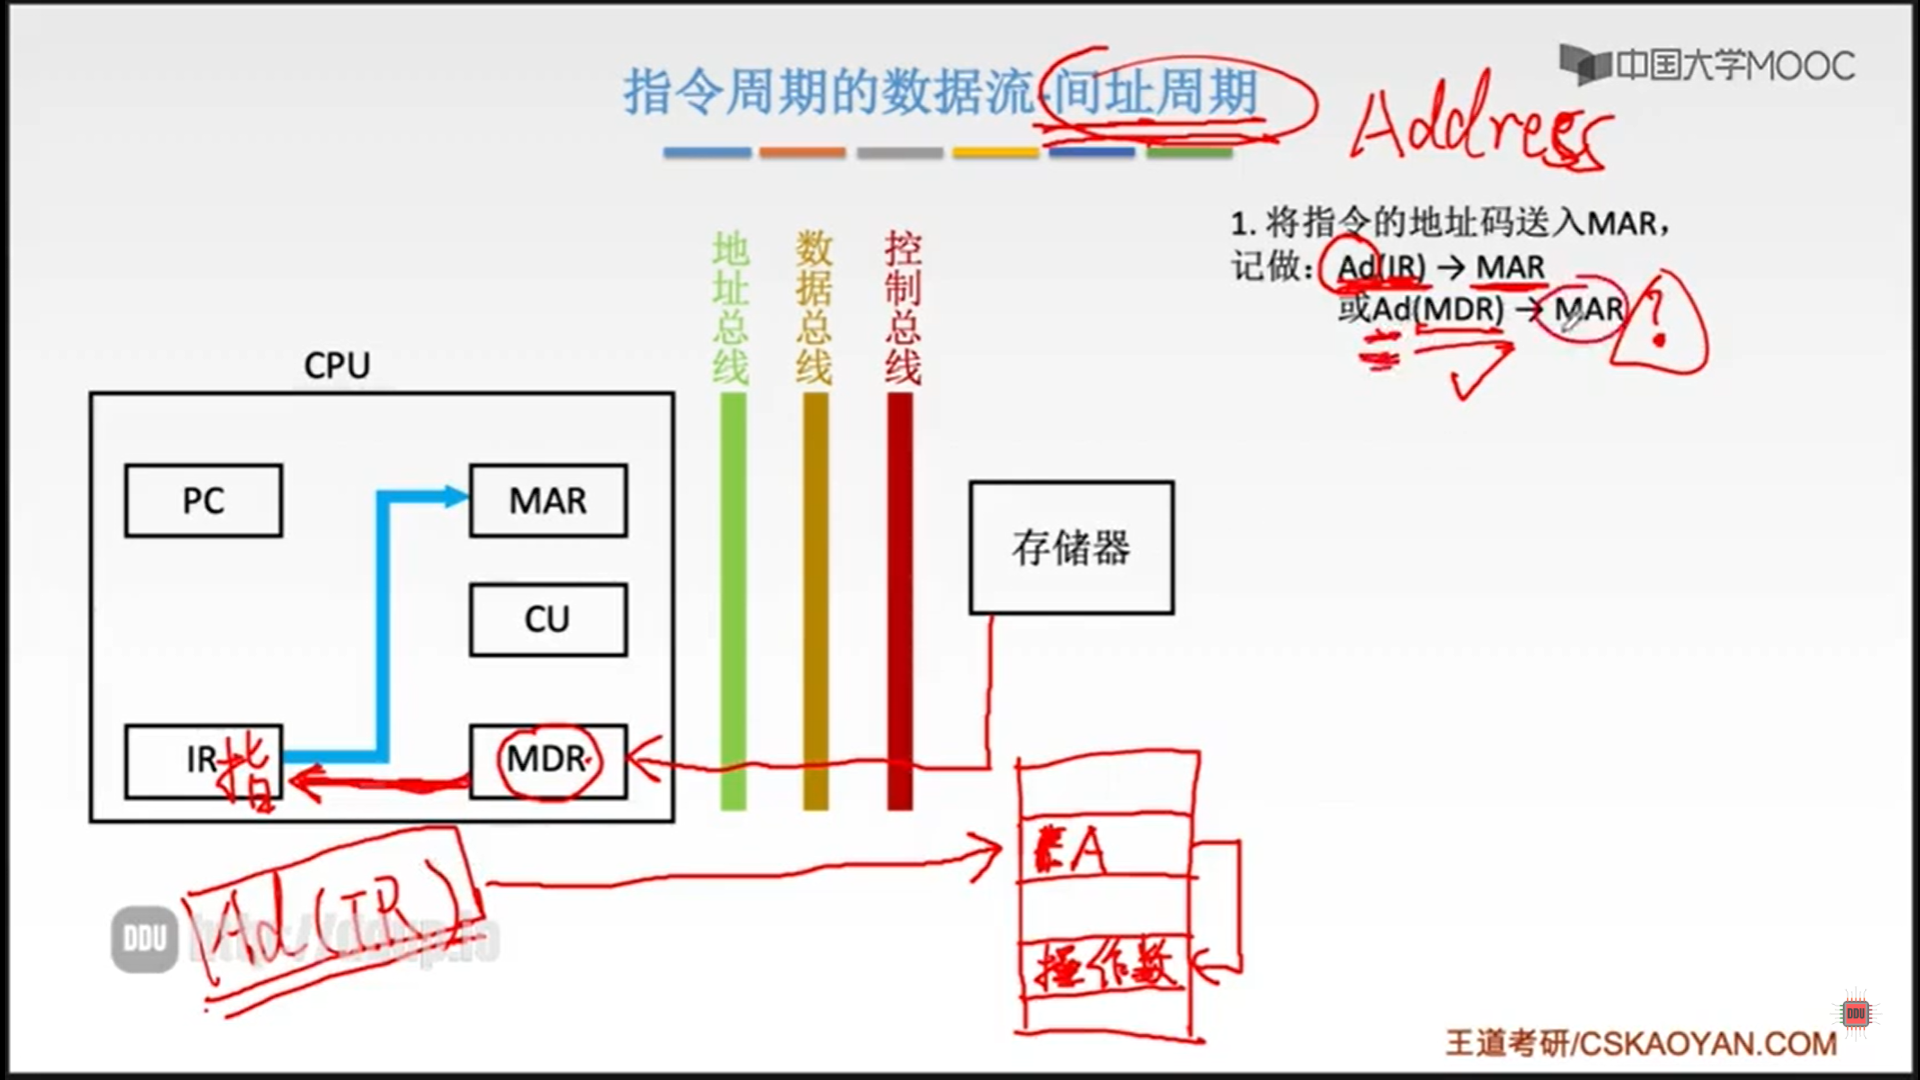 中国大学MOOC
指令周期的数据流-间址周期
Address
1. 将指令的地址码送入MAR，
记做：Ad(IR) → MAR
或Ad(MDR) → MAR
?
地址总线
数据总线
控制总线
CPU
PC
MAR
存储器
CU
IR
指
MDR
A
Ad(IR)
DDU http://ddup.io
操作数
DDU
王道考研/CSKAOYAN.COM